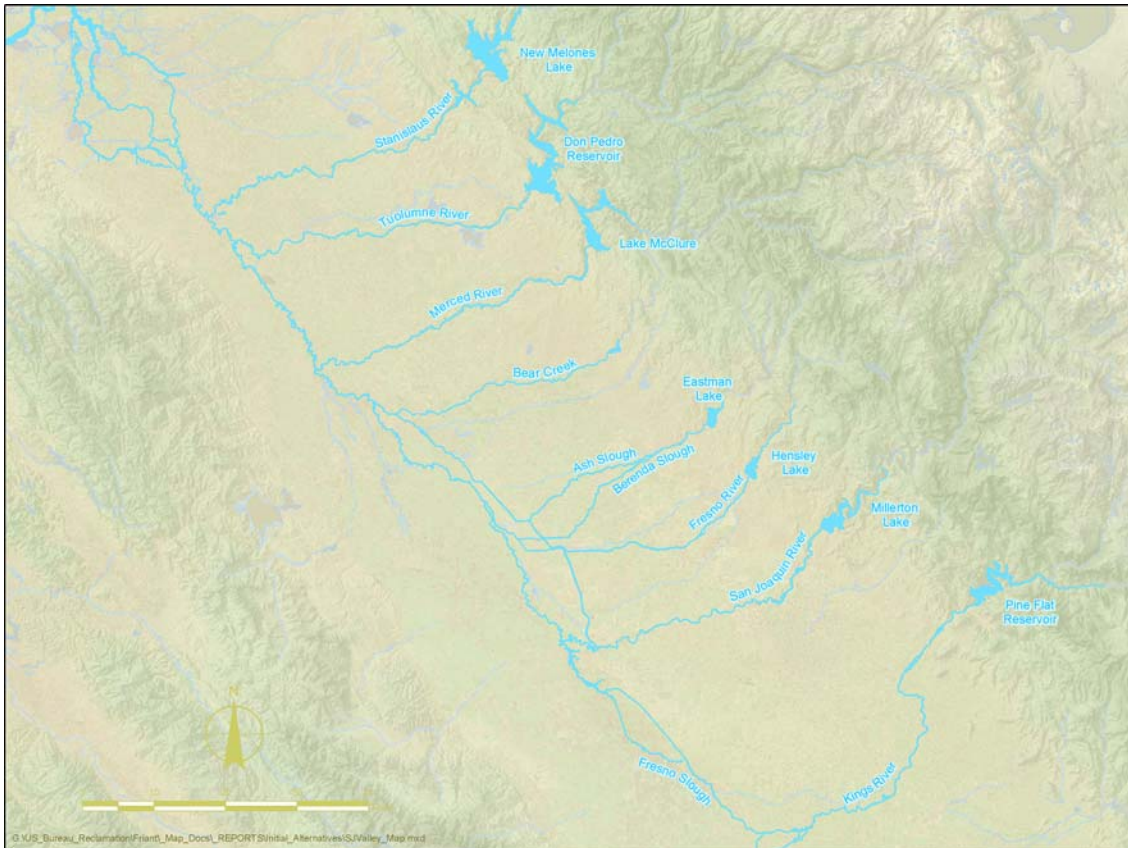 New Melones
Lake
Stanislaus River
Don Pedro
Reservoir
Tuolumne River
Lake McClure
Merced River
Bear Creek
Eastman
Lake
Ash Slough
Berenda Slough
Hensley
Lake
Fresno River
Millerton
Lake
San Joaquin River
Pine Flat
Reservoir
N
Fresno Slough
Kings River
G:\US_Bureau_Reclamation\Friant\_Map_Docs\_REPORTS\Initial_Alternatives\SJValley_Map.mxd